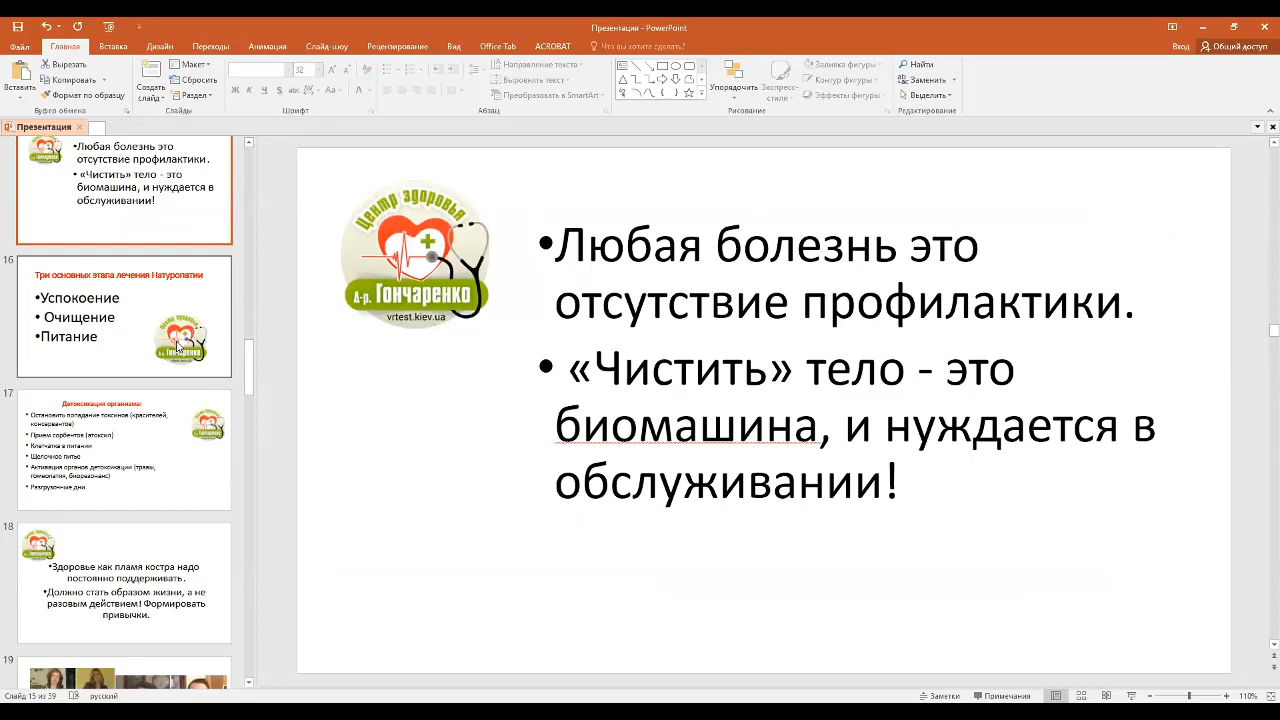 Презентация - PowerPoint
Файл Главная Вставка Дизайн Переходы Анимация Слайд-шоу Рецензирование Вид Office Tab ACROBAT Что вы хотите сделать? Вход Общий доступ
Вставить
Вырезать
Копировать
Формат по образцу
Буфер обмена
Создать слайд
Макет
Сбросить
Раздел
Слайды
32
Ж К Ч S abc AV Aa А
Шрифт
Направление текста
Выровнять текст
Преобразовать в SmartArt
Абзац
Упорядочить
Экспресс-стили
Заливка фигуры
Контур фигуры
Эффекты фигуры
Рисование
Найти
Заменить
Выделить
Редактирование
Презентация
•Любая болезнь это
отсутствие профилактики.
• «Чистить» тело - это
биомашина, и нуждается в
обслуживании!
16
Три основных этапа лечения Натуропатии
•Успокоение
• Очищение
•Питание
17
Детоксикация организма:
• Остановить попадание токсинов (красителей,
консервантов)
• Прием сорбентов (атоксил)
• Клетчатка в питании
• Щелочное питье
• Активация органов детоксикации (травы,
гомеопатия, биорезонанс)
• Разгрузочные дни
18
•Здоровье как пламя костра надо
постоянно поддерживать.
•Должно стать образом жизни, а не
разовым действием! Формировать
привычки.
19
Центр здоровья
Д-р. Гончаренко
vrtest.kiev.ua
•Любая болезнь это
отсутствие профилактики.
• «Чистить» тело - это
биомашина, и нуждается в
обслуживании!
Слайд 15 из 39 русский Заметки Примечания 110%